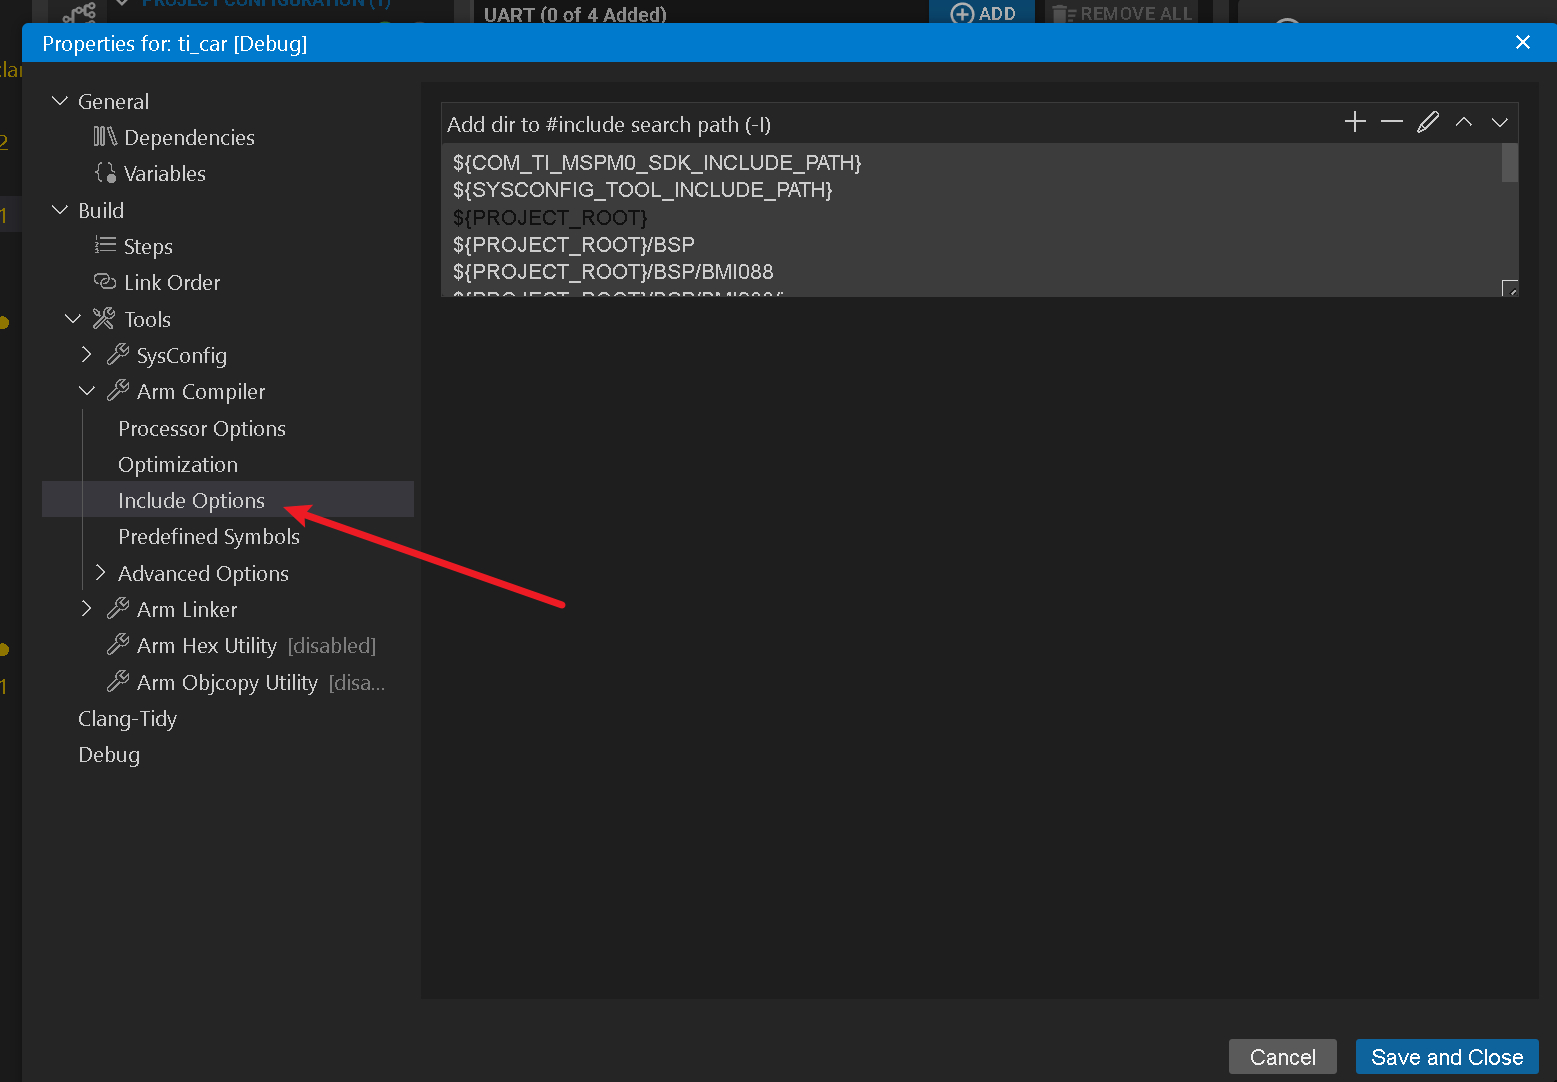 PROJECT CONFIGURATION (1)
UART (0 of 4 Added)
ADD
REMOVE ALL
Properties for: ti_car [Debug]
General
Dependencies
Variables
Build
Steps
Link Order
Tools
SysConfig
Arm Compiler
Processor Options
Optimization
Include Options
Predefined Symbols
Advanced Options
Arm Linker
Arm Hex Utility [disabled]
Arm Objcopy Utility [disa...
Clang-Tidy
Debug
Add dir to #include search path (-I)
${COM_TI_MSPM0_SDK_INCLUDE_PATH}
${SYSCONFIG_TOOL_INCLUDE_PATH}
${PROJECT_ROOT}
${PROJECT_ROOT}/BSP
${PROJECT_ROOT}/BSP/BMI088
Cancel
Save and Close